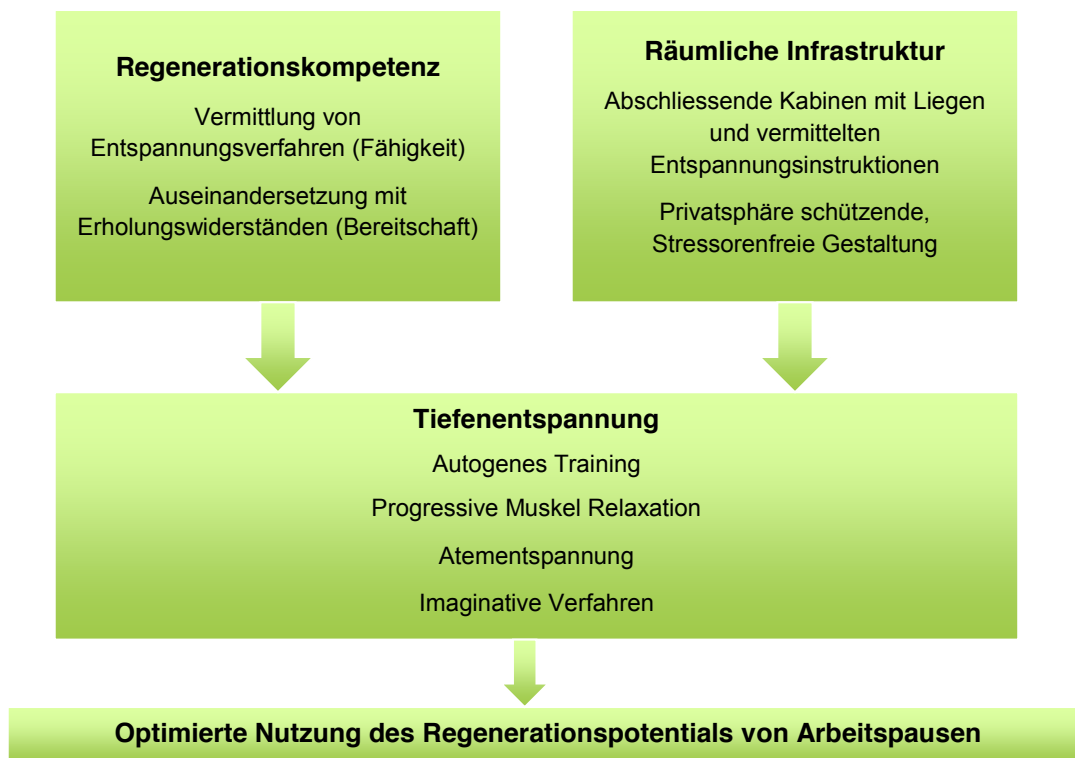 Regenerationskompetenz
Vermittlung von
Entspannungsverfahren (Fähigkeit)
Auseinandersetzung mit
Erholungswiderständen (Bereitschaft)
Räumliche Infrastruktur
Abschliessende Kabinen mit Liegen
und vermittelten
Entspannungsinstruktionen
Privatsphäre schützende,
Stressorenfreie Gestaltung
Tiefenentspannung
Autogenes Training
Progressive Muskel Relaxation
Atementspannung
Imaginative Verfahren
Optimierte Nutzung des Regenerationspotentials von Arbeitspausen